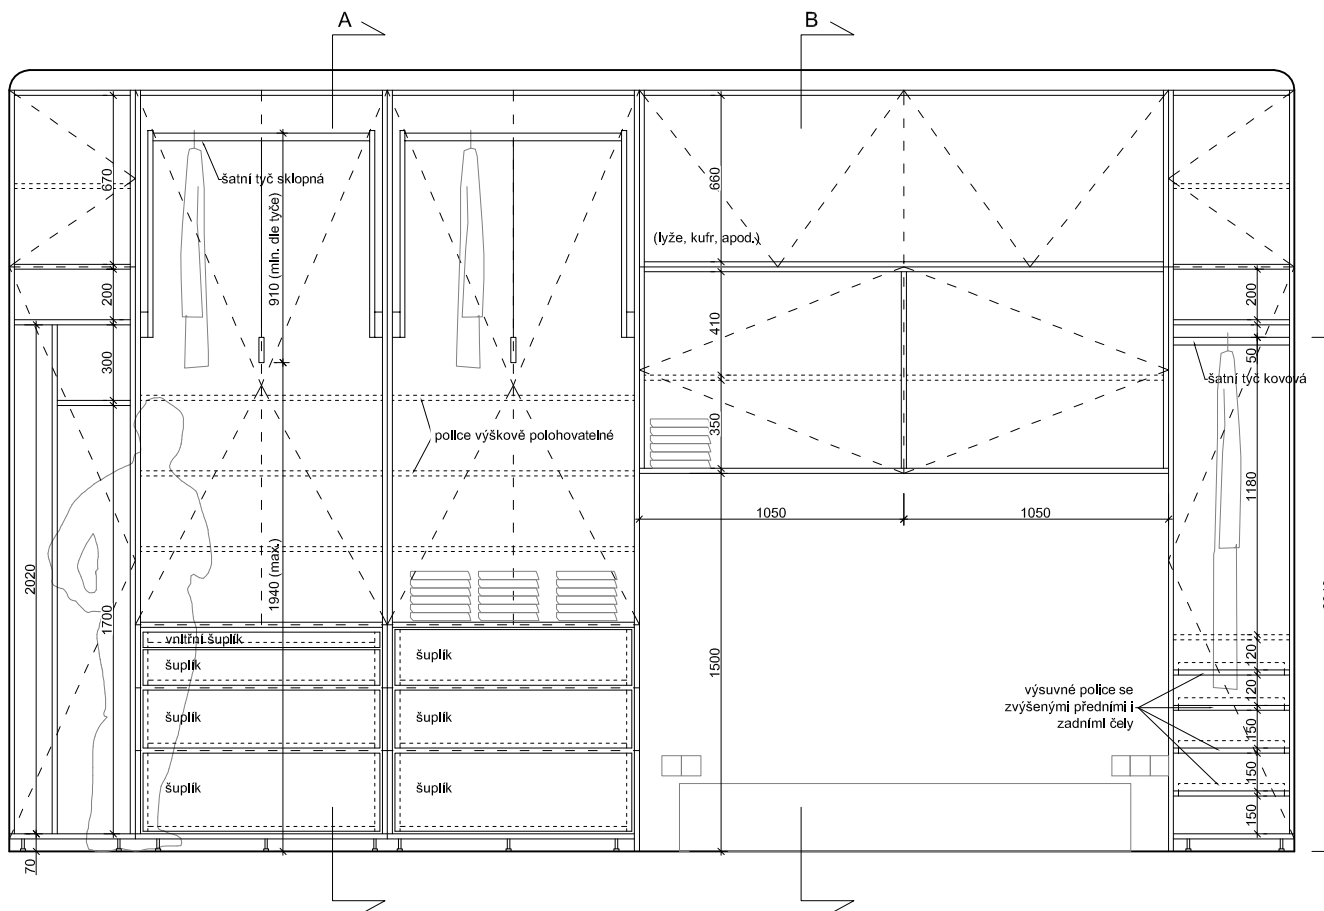 A
B
šatní tyč sklopná
670
910 (min. dle tyče)
660
(lyže, kufr, apod.)
200
200
410
300
50
šatní tyč kovová
police výškově polohovatelné
350
1180
1050
1050
2020
1940 (max.)
1700
1500
vnitřní šuplík
šuplík
šuplík
šuplík
šuplík
šuplík
šuplík
výsuvné police se
zvýšenými předními i
zadními čely
120
120
150
150
150
70